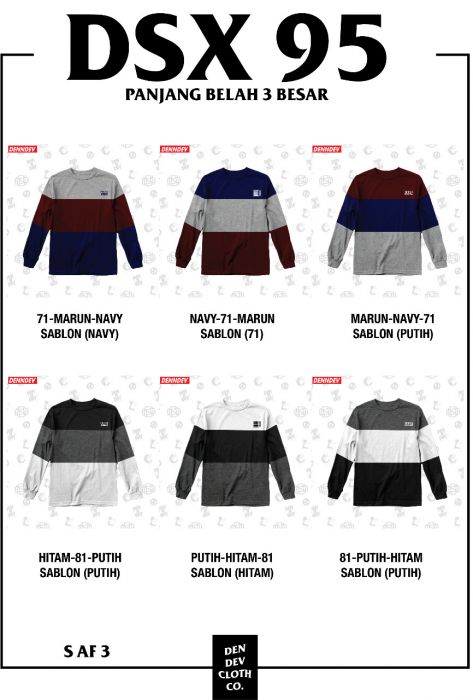 DSX 95
PANJANG BELAH 3 BESAR
DENNDEV
DENNDEV
DENNDEV
71-MARUN-NAVY
SABLON (NAVY)
NAVY-71-MARUN
SABLON (71)
MARUN-NAVY-71
SABLON (PUTIH)
DENNDEV
DENNDEV
DENNDEV
HITAM-81-PUTIH
SABLON (PUTIH)
PUTIH-HITAM-81
SABLON (HITAM)
81-PUTIH-HITAM
SABLON (PUTIH)
S AF 3
DEN
DEV
CLOTH
CO.